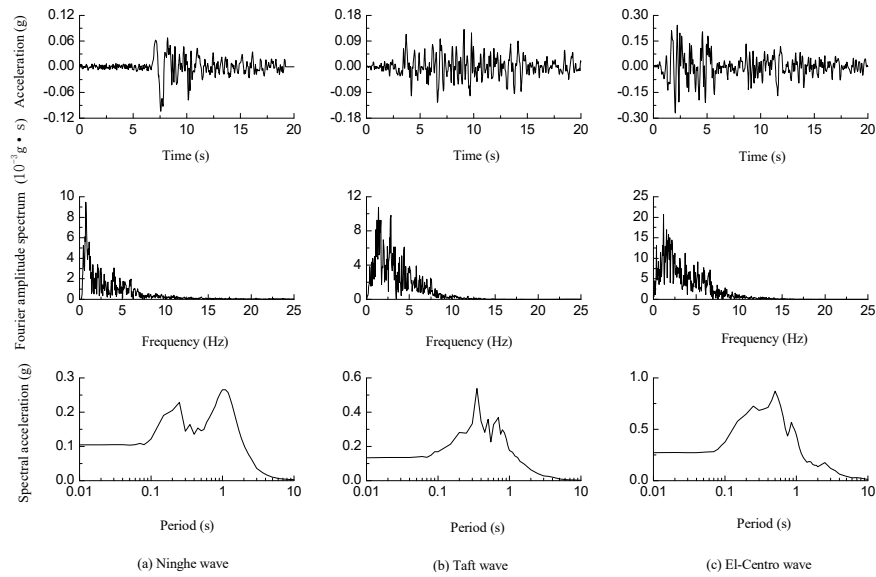 Acceleration (g)
0.12
0.06
0.00
-0.06
-0.12
0 5 10 15 20
Time (s)
0.18
0.09
0.00
-0.09
-0.18
0 5 10 15 20
Time (s)
0.30
0.15
0.00
-0.15
-0.30
0 5 10 15 20
Time (s)
Fourier amplitude spectrum (10⁻³g • s)
10
8
6
4
2
0
0 5 10 15 20 25
Frequency (Hz)
12
8
4
0
0 5 10 15 20 25
Frequency (Hz)
25
20
15
10
5
0
0 5 10 15 20 25
Frequency (Hz)
Spectral acceleration (g)
0.3
0.2
0.1
0.0
0.01 0.1 1 10
Period (s)
0.6
0.4
0.2
0.0
0.01 0.1 1 10
Period (s)
1.0
0.5
0.0
0.01 0.1 1 10
Period (s)
(a) Ninghe wave
(b) Taft wave
(c) El-Centro wave